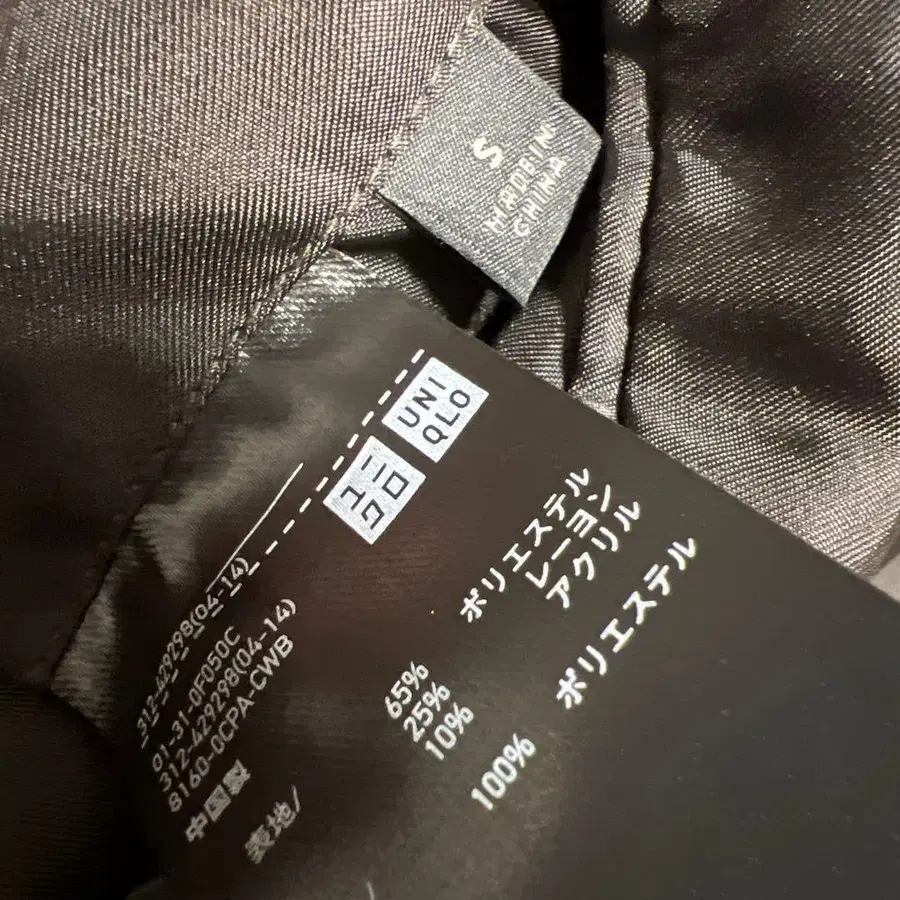 S
MADE IN
CHINA
UNI
QLO
ユニ
クロ
312-429298(04-14)
01-31-0F050C
312-429298(04-14)
8160-0CPA-CWB
中国製
表地/
65% ポリエステル
25% レーヨン
10% アクリル
100% ポリエステル